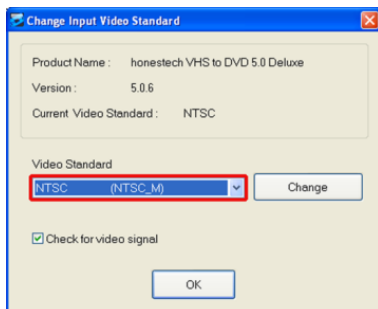 Change Input Video Standard
Product Name : honestech VHS to DVD 5.0 Deluxe
Version : 5.0.6
Current Video Standard : NTSC
Video Standard
NTSC (NTSC_M) Change
Check for video signal
OK